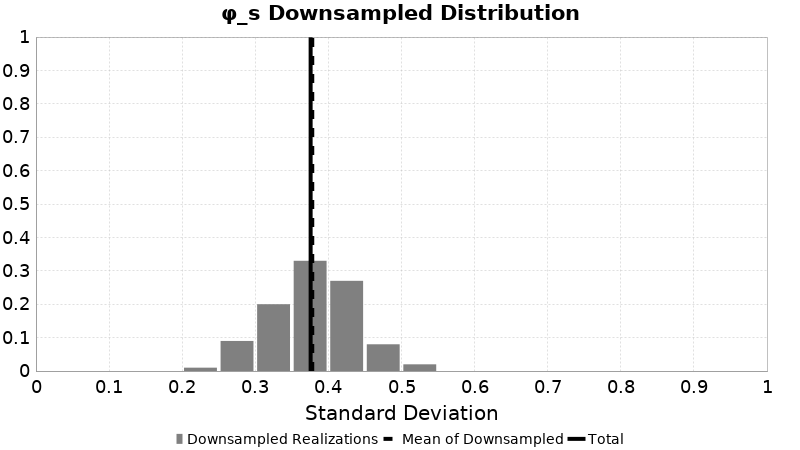 φ_s Downsampled Distribution
1
0.9
0.8
0.7
0.6
0.5
0.4
0.3
0.2
0.1
0
0 0.1 0.2 0.3 0.4 0.5 0.6 0.7 0.8 0.9 1
Standard Deviation
Downsampled Realizations Mean of Downsampled Total